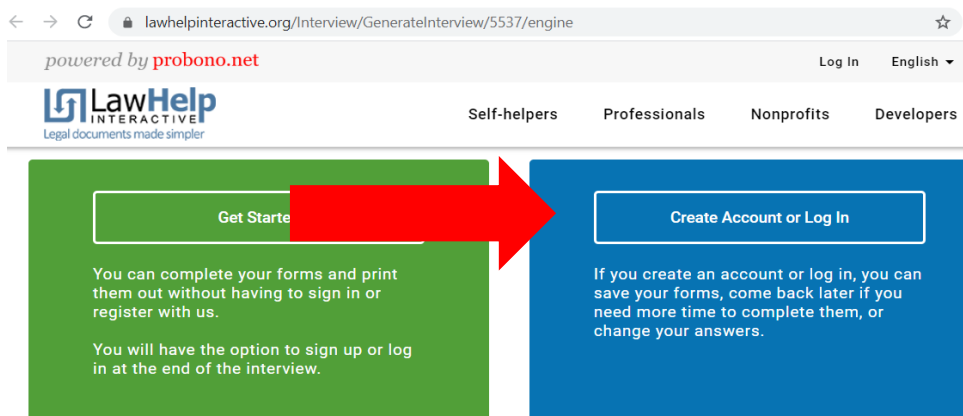 lawhelpinteractive.org/Interview/GenerateInterview/5537/engine
powered by probono.net
Log In English
LawHelp
INTERACTIVE
Legal documents made simpler
Self-helpers Professionals Nonprofits Developers
Get Starte
You can complete your forms and print
them out without having to sign in or
register with us.
You will have the option to sign up or log
in at the end of the interview.
Create Account or Log In
If you create an account or log in, you can
save your forms, come back later if you
need more time to complete them, or
change your answers.